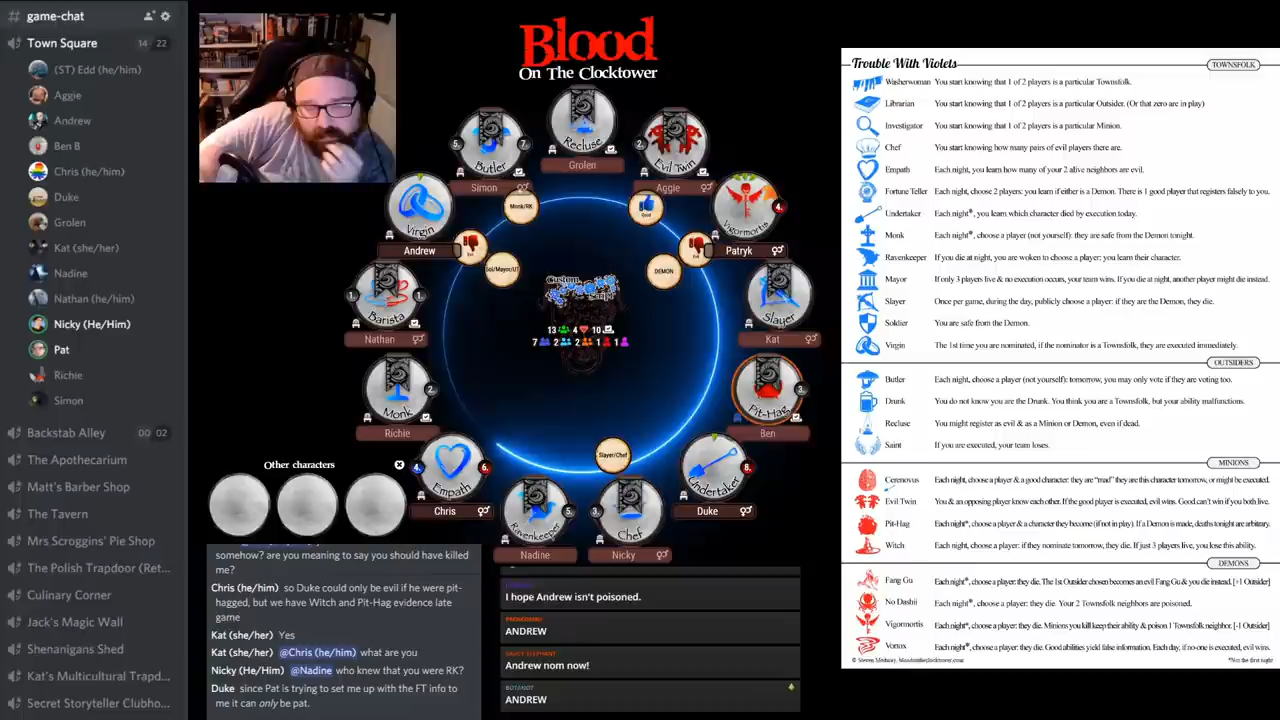 # game-chat
Town Square 14 22
(ST) Edd (he/him)
Aggie
Andrew
Ben B
Chris (he/him)
Duke
Grolen
Kat (she/her)
Nadine
Nathan (he/him)
Nicky (He/Him)
Pat
Richie
Simon
Backstab Alley 00 02
The Apothecarium
Matt's Barber Shop
The Tavern
Mrs Scroggins' Pie Shop
The Polish Trapdoor (Ret...
Culinary Corner
Jack's Magic Wall
Shenanigans Shed
Kat's Multicultural Trapd...
Secret Storyteller Clubho...
Blood
On The Clocktower
Recluse
Grolen
Butler
5. 7.
Simon
Evil Twin
2.
Aggie
Virgin
Andrew
Vigormortis
4.
Patryk
Monk/RK
Good
Evil
Evil
Sol/Mayor/UT
DEMON
Barista
1. 1.
Nathan
Slayer
Kat
Custom
Script
13 4 10
7 2 2 1 1
Monk
2.
Richie
Pit-Hag
3.
Ben
Empath
4. 6.
Chris
Slayer/Chef
Undertaker
8.
Duke
Ravenkeeper
5.
Nadine
Chef
3.
Nicky
Other characters
somehow? are you meaning to say you should have killed
me?
Chris (he/him) so Duke could only be evil if he were pit-
hagged, but we have Witch and Pit-Hag evidence late
game
Kat (she/her) Yes
Kat (she/her) @Chris (he/him) what are you
Nicky (He/Him) @Nadine who knew that you were RK?
Duke since Pat is trying to set me up with the FT info to
me it can only be pat.
I hope Andrew isn't poisoned.
ANDREW
SAUCY ELEPHANT
Andrew nom now!
ANDREW
Trouble With Violets
TOWNSFOLK
Washerwoman You start knowing that 1 of 2 players is a particular Townsfolk.
Librarian You start knowing that 1 of 2 players is a particular Outsider. (Or that zero are in play)
Investigator You start knowing that 1 of 2 players is a particular Minion.
Chef You start knowing how many pairs of evil players there are.
Empath Each night, you learn how many of your 2 alive neighbors are evil.
Fortune Teller Each night, choose 2 players: you learn if either is a Demon. There is 1 good player that registers falsely to you.
Undertaker Each night*, you learn which character died by execution today.
Monk Each night*, choose a player (not yourself): they are safe from the Demon tonight.
Ravenkeeper If you die at night, you are woken to choose a player: you learn their character.
Mayor If only 3 players live & no execution occurs, your team wins. If you die at night, another player might die instead.
Slayer Once per game, during the day, publicly choose a player: if they are the Demon, they die.
Soldier You are safe from the Demon.
Virgin The 1st time you are nominated, if the nominator is a Townsfolk, they are executed immediately.
OUTSIDERS
Butler Each night, choose a player (not yourself): tomorrow, you may only vote if they are voting too.
Drunk You do not know you are the Drunk. You think you are a Townsfolk, but your ability malfunctions.
Recluse You might register as evil & as a Minion or Demon, even if dead.
Saint If you are executed, your team loses.
MINIONS
Cerenovus Each night, choose a player & a good character: they are "mad" they are this character tomorrow, or might be executed.
Evil Twin You & an opposing player know each other. If the good player is executed, evil wins. Good can't win if you both live.
Pit-Hag Each night*, choose a player & a character they become (if not in play). If a Demon is made, deaths tonight are arbitrary.
Witch Each night, choose a player: if they nominate tomorrow, they die. If just 3 players live, you lose this ability.
DEMONS
Fang Gu Each night*, choose a player: they die. The 1st Outsider chosen becomes an evil Fang Gu & you die instead. [+1 Outsider]
No Dashii Each night*, choose a player: they die. Your 2 Townsfolk neighbors are poisoned.
Vigormortis Each night*, choose a player: they die. Minions you kill keep their ability & poison 1 Townsfolk neighbor. [-1 Outsider]
Vortox Each night*, choose a player: they die. Good abilities yield false information. Each day, if no-one is executed, evil wins.
*Not the first night